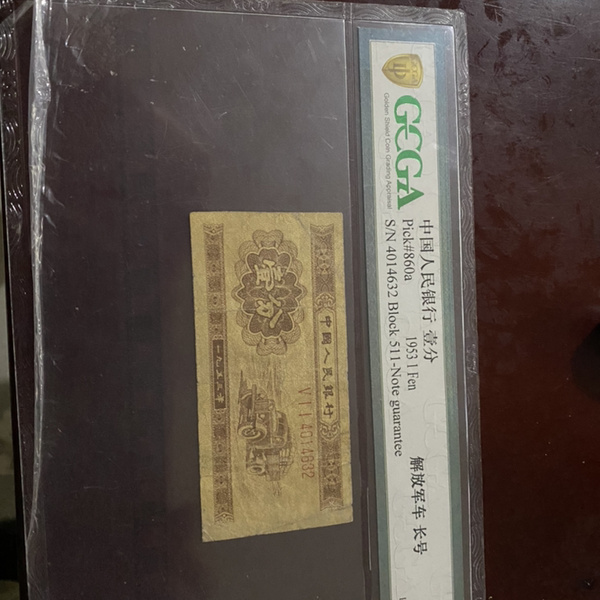 GCGA
Golden Shield Coin Grading Appraisal
中国人民银行 壹分
Pick#860a 1953 1 Fen
S/N 4014632 Block 511-Note guarantee
解放军车 长号
中國人民銀行
壹分
V I I 4014632
一九五三年